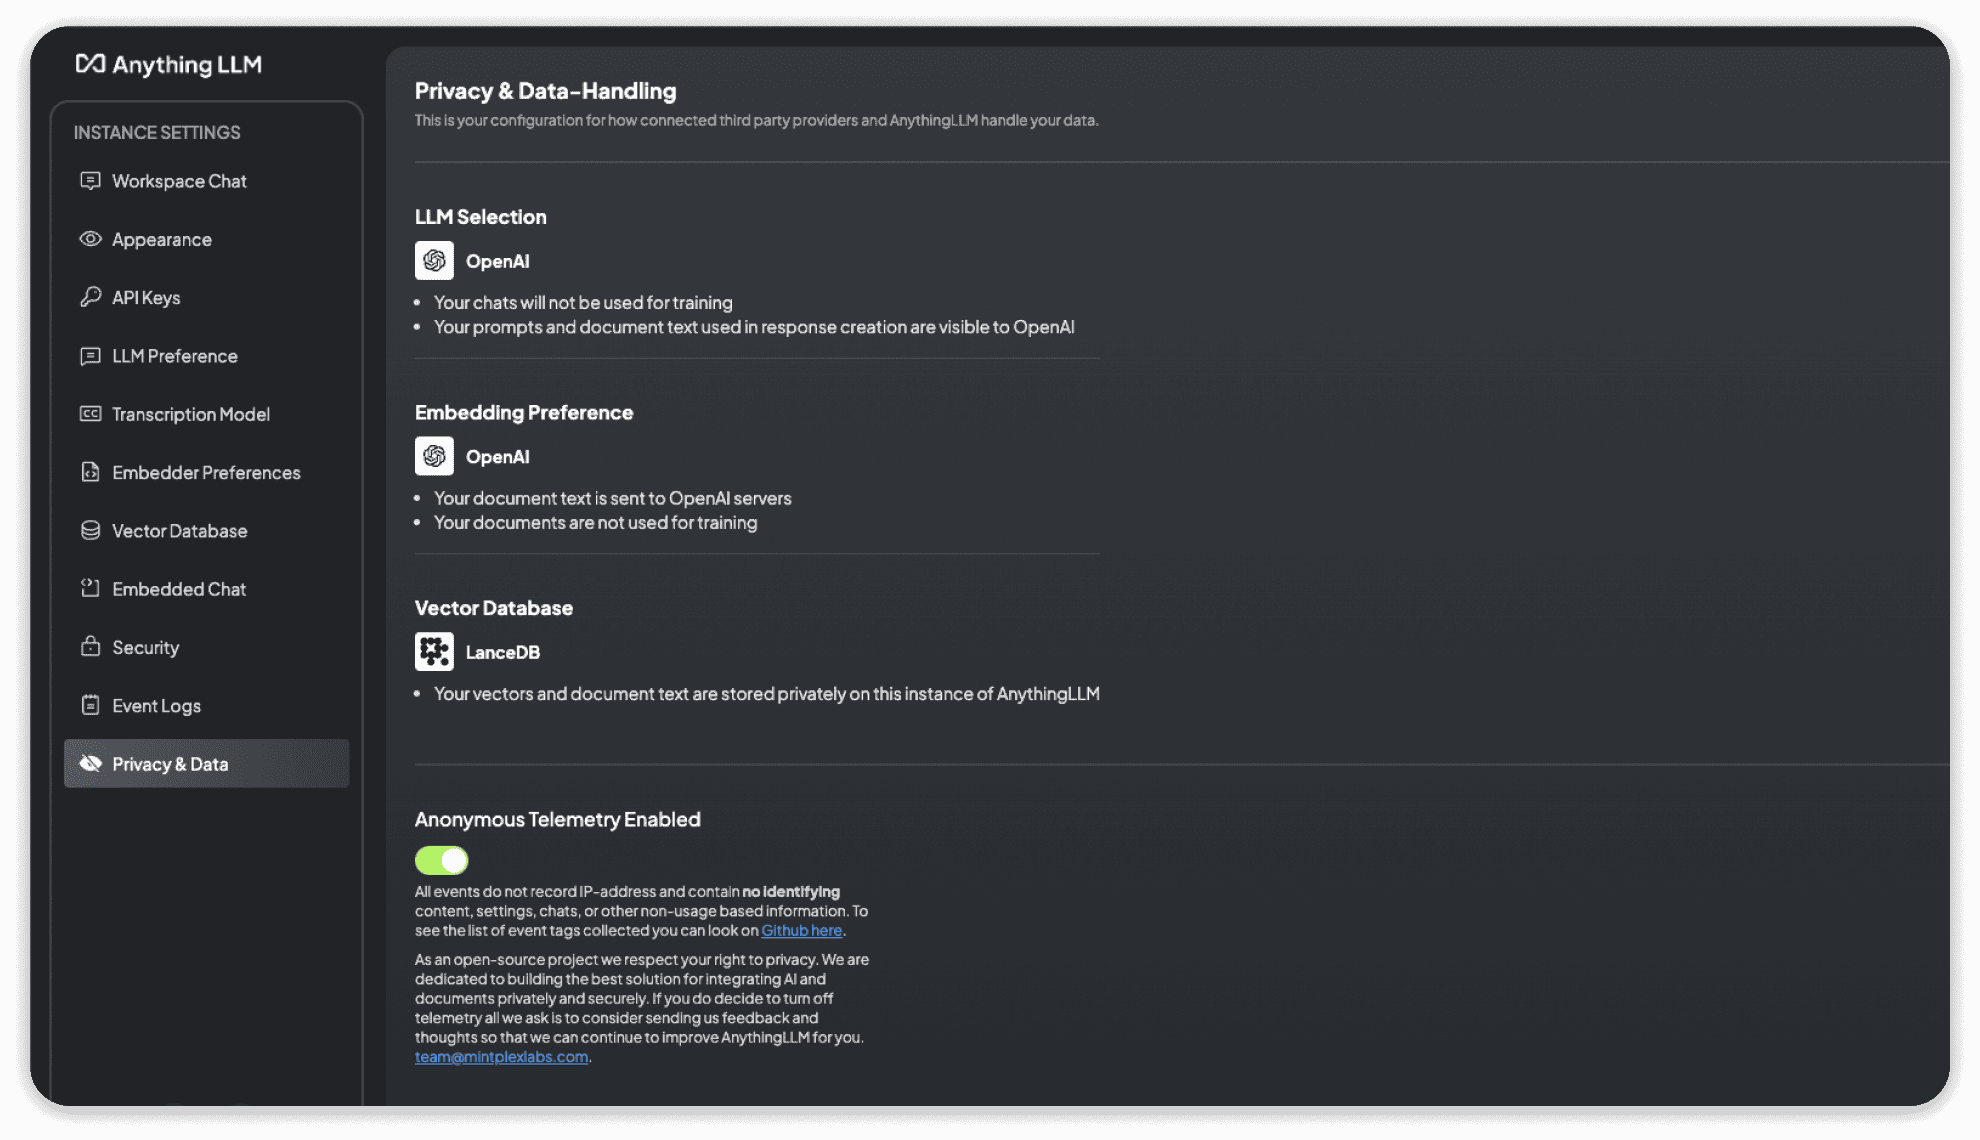 Anything LLM
INSTANCE SETTINGS
Workspace Chat
Appearance
API Keys
LLM Preference
Transcription Model
Embedder Preferences
Vector Database
Embedded Chat
Security
Event Logs
Privacy & Data
Privacy & Data-Handling
This is your configuration for how connected third party providers and AnythingLLM handle your data.
LLM Selection
OpenAI
• Your chats will not be used for training
• Your prompts and document text used in response creation are visible to OpenAI
Embedding Preference
OpenAI
• Your document text is sent to OpenAI servers
• Your documents are not used for training
Vector Database
LanceDB
• Your vectors and document text are stored privately on this instance of AnythingLLM
Anonymous Telemetry Enabled
All events do not record IP-address and contain no identifying
content, settings, chats, or other non-usage based information. To
see the list of event tags collected you can look on Github here.
As an open-source project we respect your right to privacy. We are
dedicated to building the best solution for integrating AI and
documents privately and securely. If you do decide to turn off
telemetry all we ask is to consider sending us feedback and
thoughts so that we can continue to improve AnythingLLM for you.
team@mintplexlabs.com.